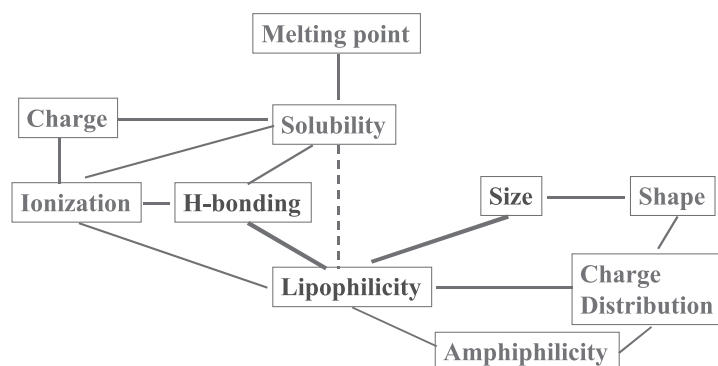 Melting point
Charge
Solubility
Ionization
H-bonding
Size
Shape
Lipophilicity
Charge
Distribution
Amphiphilicity